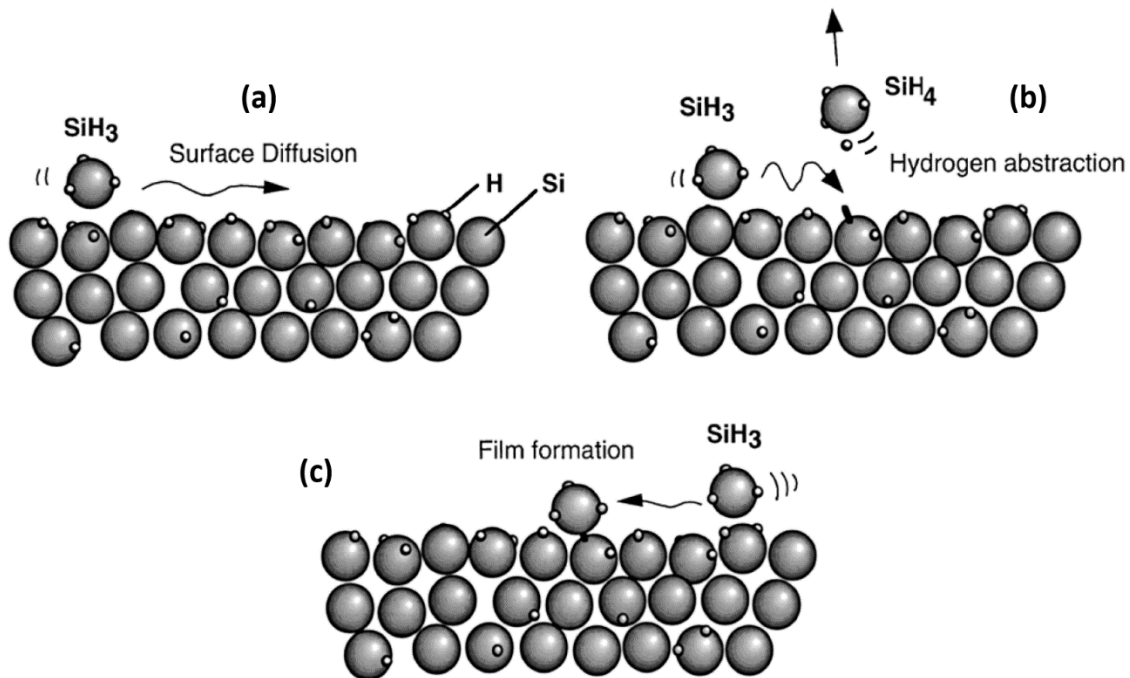 (a)
SiH3
Surface Diffusion
H
Si
(b)
SiH4
SiH3
Hydrogen abstraction
(c)
SiH3
Film formation